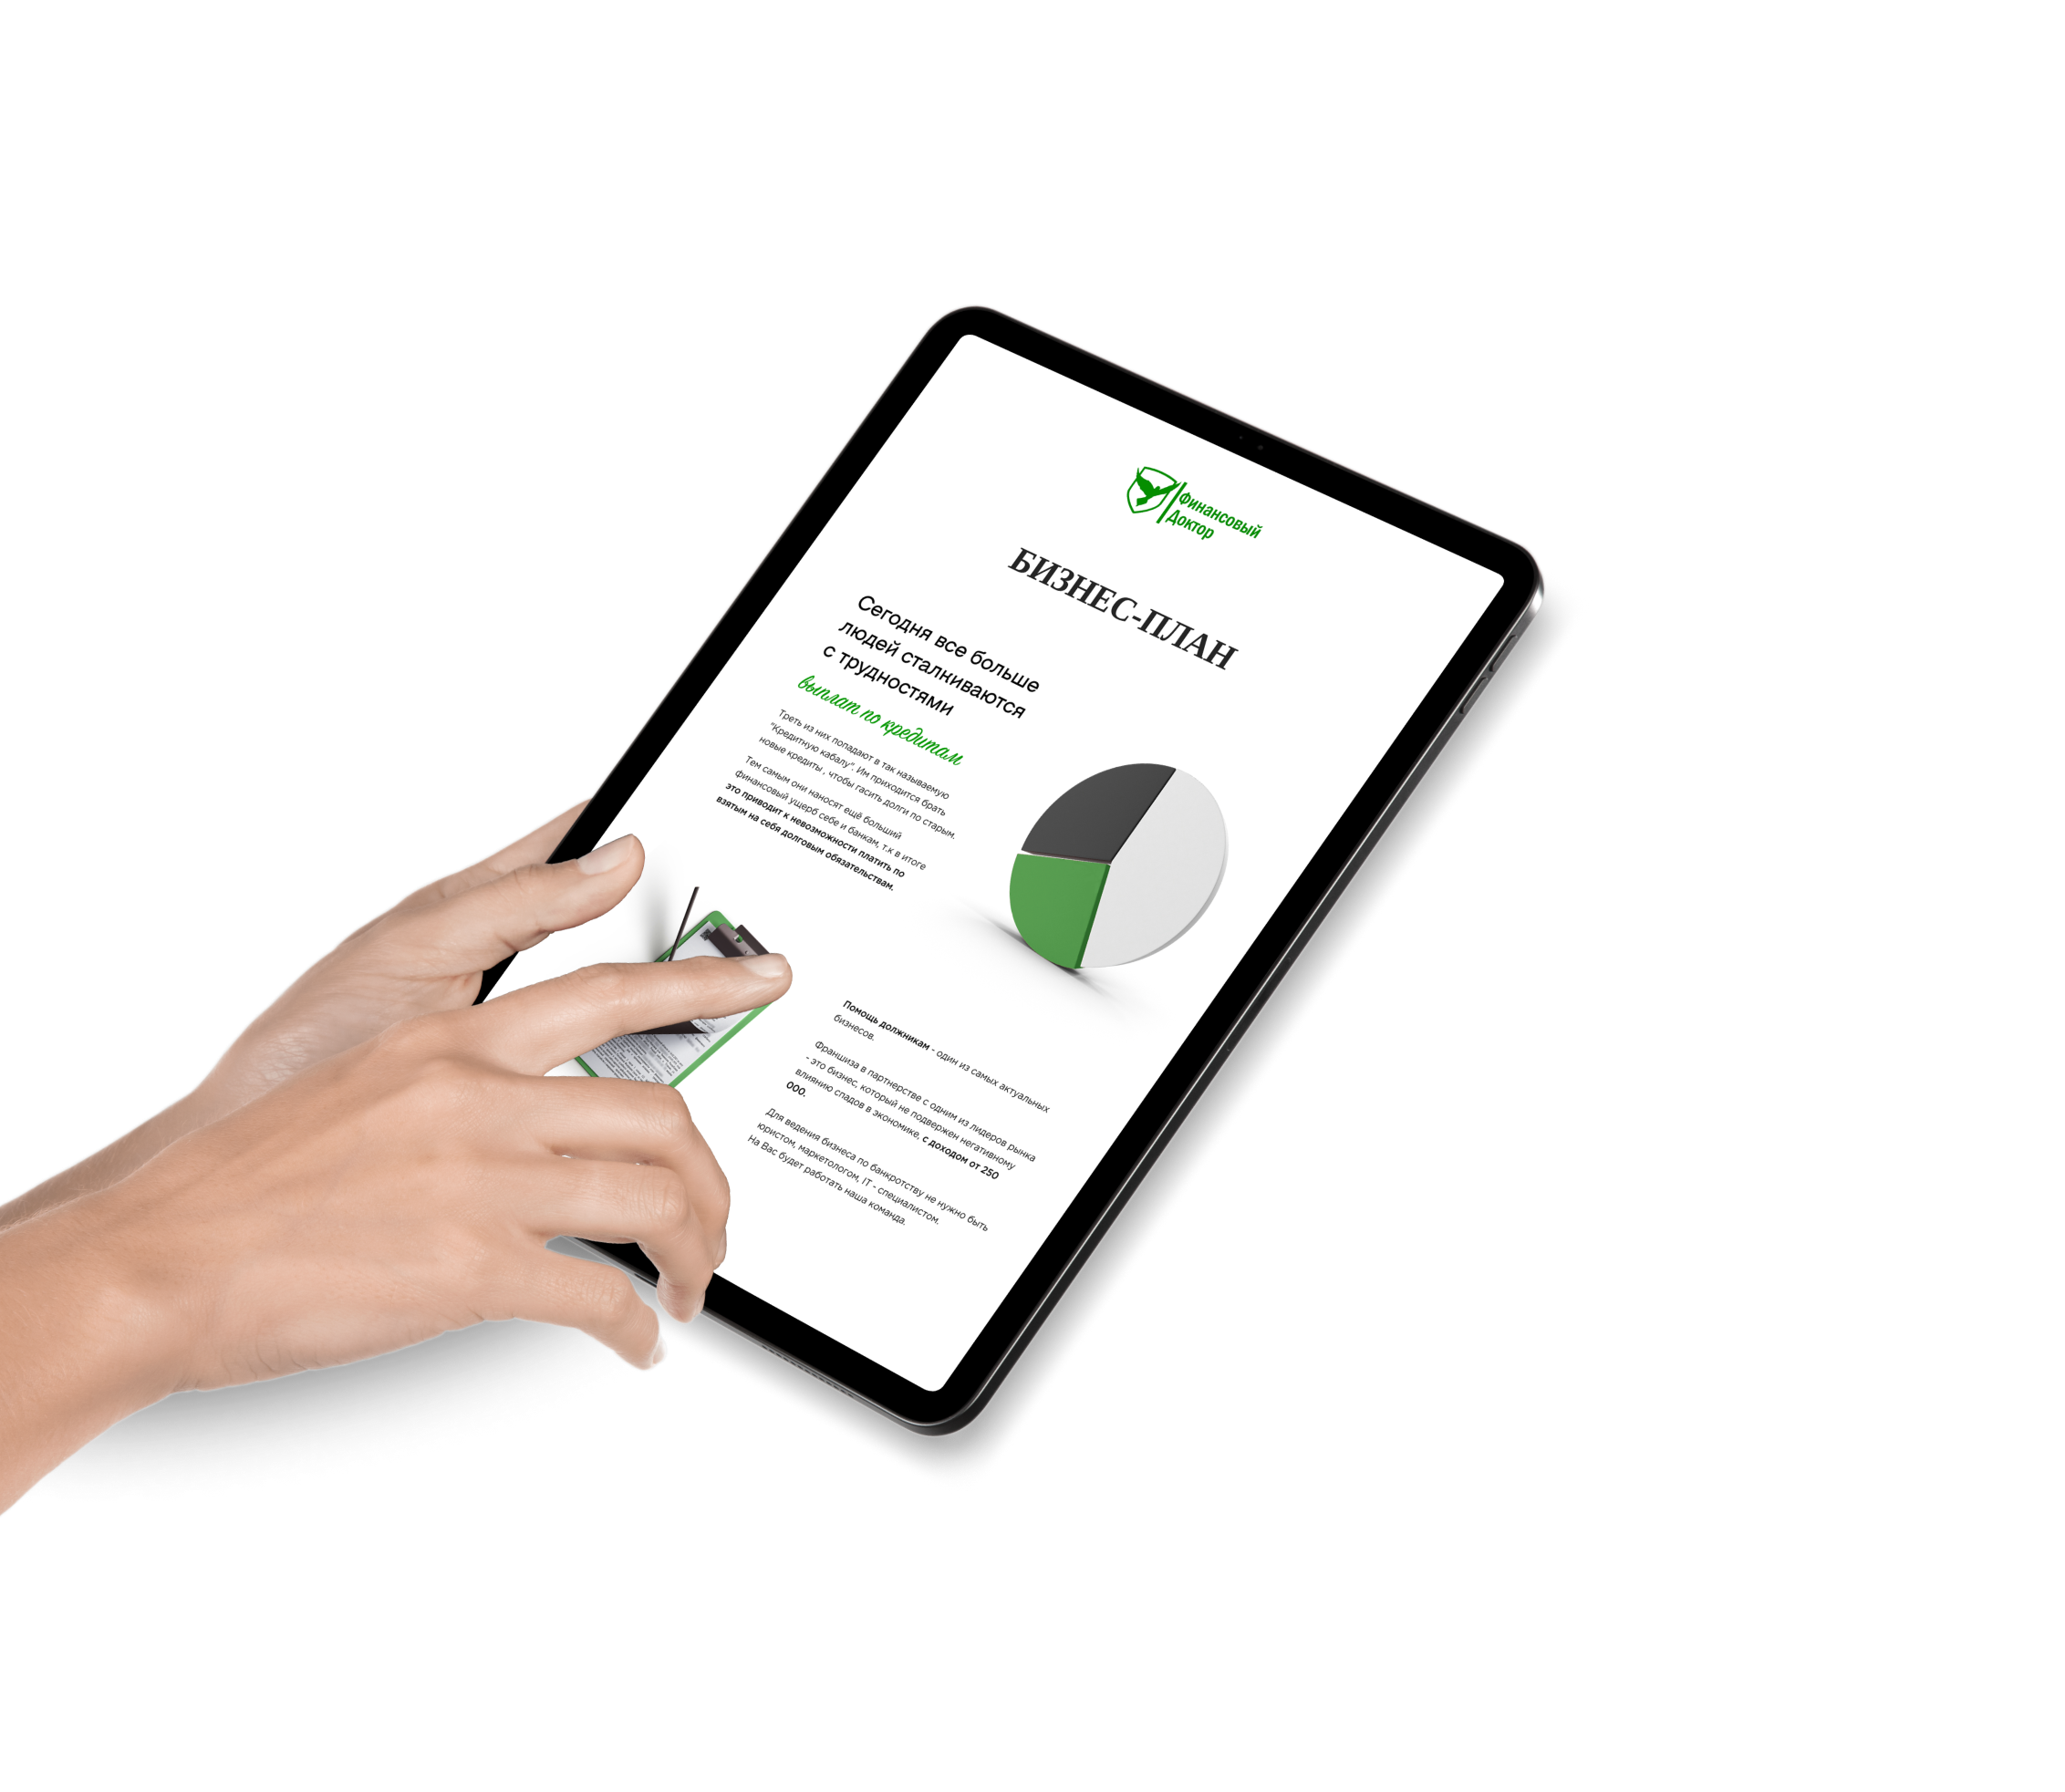 Финансовый
Доктор
БИЗНЕС-ПЛАН
Сегодня все больше
людей сталкиваются
с трудностями
выплат по кредитам
Треть из них попадают в так называемую
"Кредитную кабалу". Им приходится брать
новые кредиты , чтобы гасить долги по старым.
Тем самым они наносят ещё больший
финансовый ущерб себе и банкам, т.к в итоге
это приводит к невозможности платить по
взятым на себя долговым обязательствам.
Помощь должникам - один из самых актуальных
бизнесов.
Франшиза в партнерстве с одним из лидеров рынка
- это бизнес, который не подвержен негативному
влиянию спадов в экономике, с доходом от 250
000.
Для ведения бизнеса по банкротству не нужно быть
юристом, маркетологом, IT - специалистом.
На Вас будет работать наша команда.